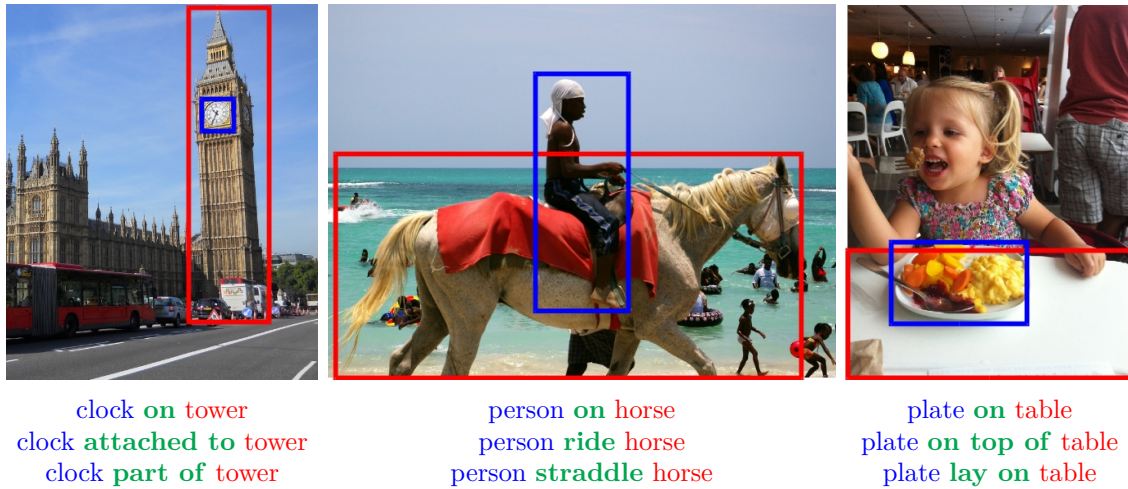 clock on tower
clock attached to tower
clock part of tower
person on horse
person ride horse
person straddle horse
plate on table
plate on top of table
plate lay on table